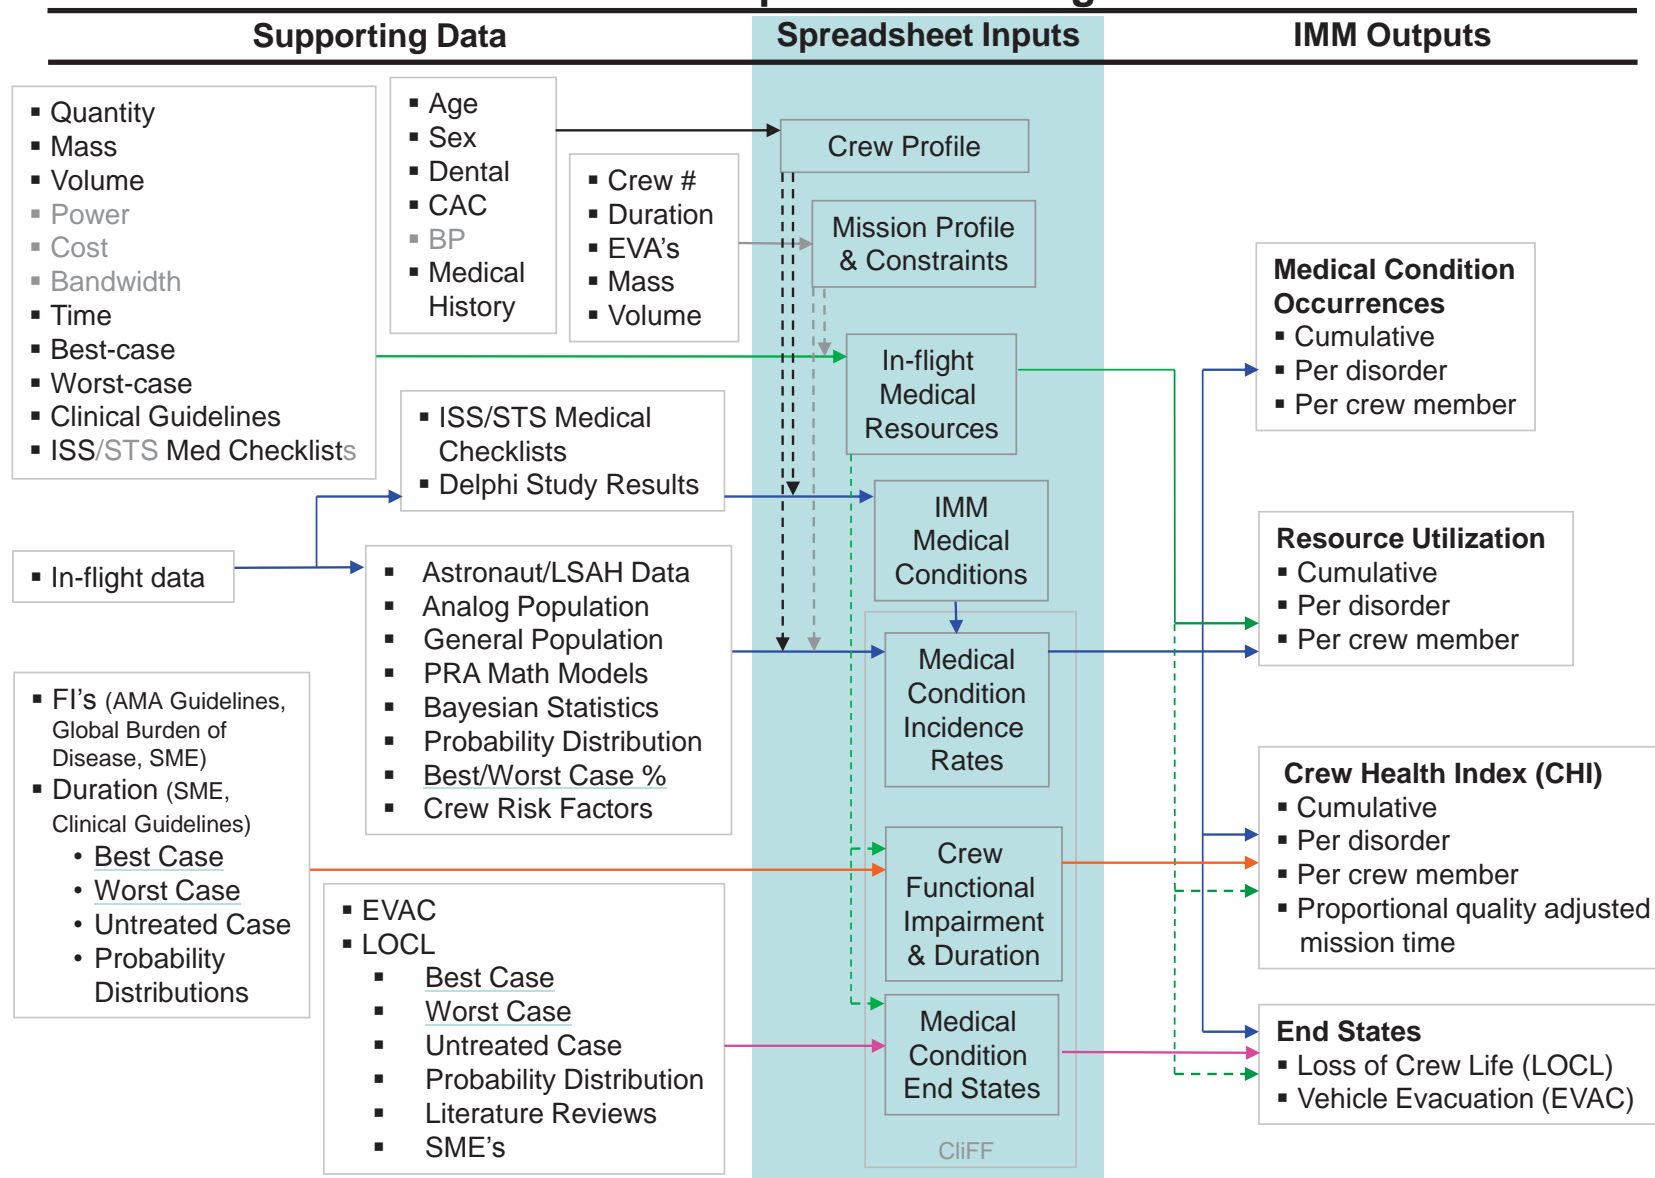 Supporting Data
Spreadsheet Inputs
IMM Outputs
▪ Quantity
▪ Mass
▪ Volume
▪ Power
▪ Cost
▪ Bandwidth
▪ Time
▪ Best-case
▪ Worst-case
▪ Clinical Guidelines
▪ ISS/STS Med Checklists
▪ Age
▪ Sex
▪ Dental
▪ CAC
▪ BP
▪ Medical
History
▪ Crew #
▪ Duration
▪ EVA's
▪ Mass
▪ Volume
▪ ISS/STS Medical
Checklists
▪ Delphi Study Results
▪ In-flight data
▪ Astronaut/LSAH Data
▪ Analog Population
▪ General Population
▪ PRA Math Models
▪ Bayesian Statistics
▪ Probability Distribution
▪ Best/Worst Case %
▪ Crew Risk Factors
▪ FI's (AMA Guidelines,
Global Burden of
Disease, SME)
▪ Duration (SME,
Clinical Guidelines)
• Best Case
• Worst Case
• Untreated Case
• Probability
Distributions
▪ EVAC
▪ LOCL
▪ Best Case
▪ Worst Case
▪ Untreated Case
▪ Probability Distribution
▪ Literature Reviews
▪ SME's
Crew Profile
Mission Profile
& Constraints
In-flight
Medical
Resources
IMM
Medical
Conditions
Medical
Condition
Incidence
Rates
Crew
Functional
Impairment
& Duration
Medical
Condition
End States
CliFF
Medical Condition
Occurrences
▪ Cumulative
▪ Per disorder
▪ Per crew member
Resource Utilization
▪ Cumulative
▪ Per disorder
▪ Per crew member
Crew Health Index (CHI)
▪ Cumulative
▪ Per disorder
▪ Per crew member
▪ Proportional quality adjusted
mission time
End States
▪ Loss of Crew Life (LOCL)
▪ Vehicle Evacuation (EVAC)